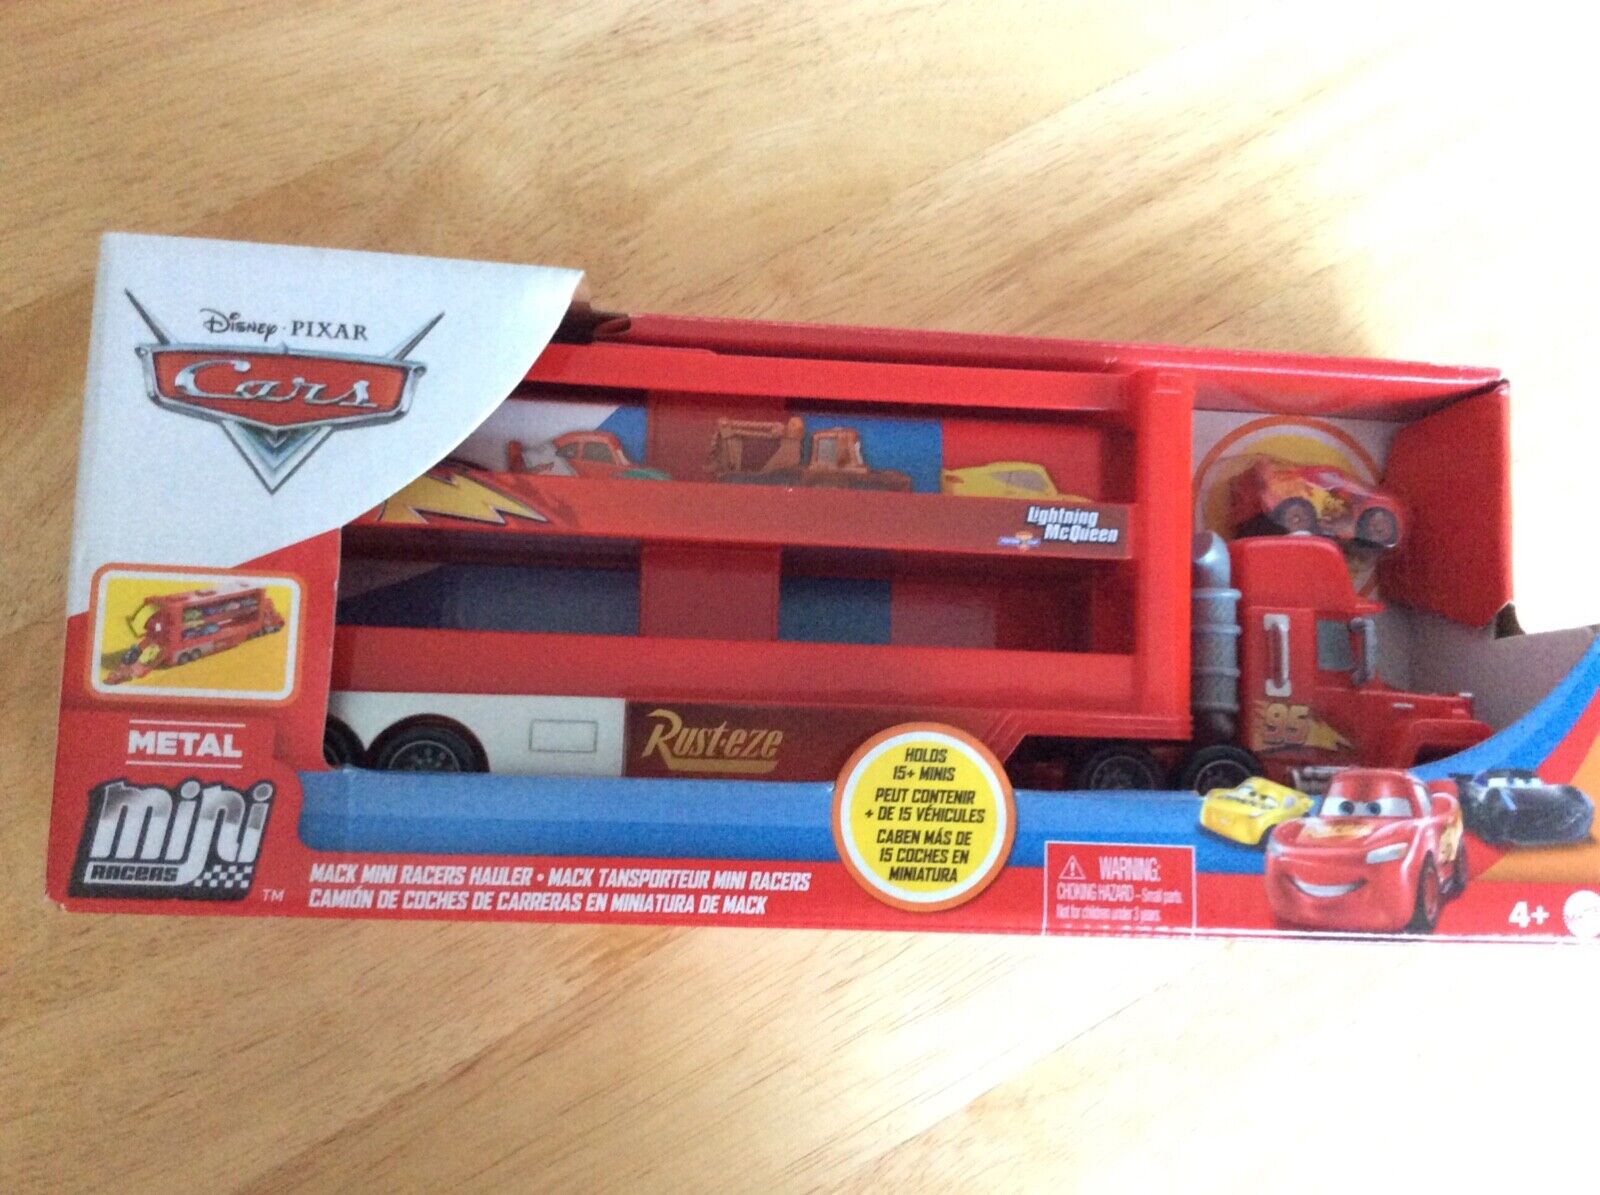 Disney · PIXAR
Cars
Lightning
McQueen
95
Rust-eze
HOLDS
15+ MINIS
PEUT CONTENIR
+ DE 15 VÉHICULES
CABEN MÁS DE
15 COCHES EN
MINIATURA
METAL
mini
RACERS
TM
MACK MINI RACERS HAULER • MACK TANSPORTEUR MINI RACERS
CAMIÓN DE COCHES DE CARRERAS EN MINIATURA DE MACK
WARNING:
CHOKING HAZARD – Small parts.
Not for children under 3 years.
4+